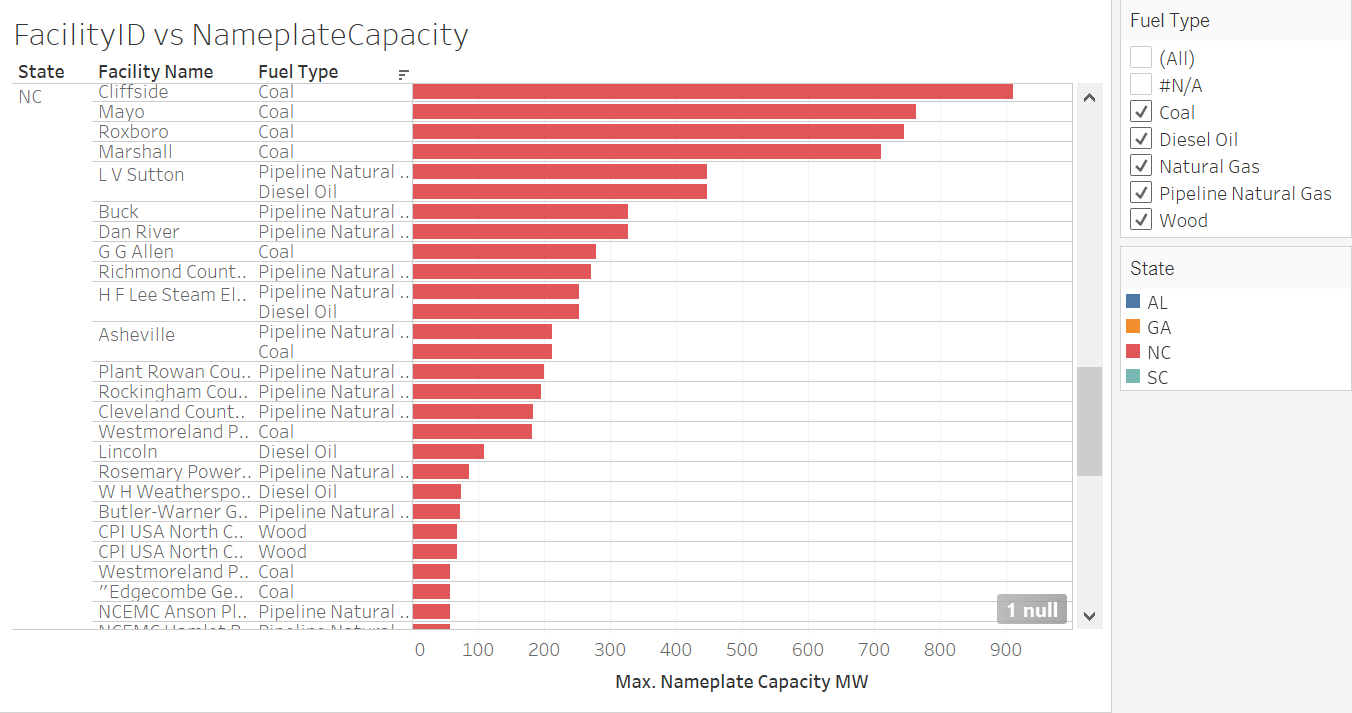 FacilityID vs NameplateCapacity
State Facility Name Fuel Type
NC Cliffside Coal
Mayo Coal
Roxboro Coal
Marshall Coal
L V Sutton Pipeline Natural ..
Diesel Oil
Buck Pipeline Natural ..
Dan River Pipeline Natural ..
G G Allen Coal
Richmond Count.. Pipeline Natural ..
H F Lee Steam El.. Pipeline Natural ..
Diesel Oil
Asheville Pipeline Natural ..
Coal
Plant Rowan Cou.. Pipeline Natural ..
Rockingham Cou.. Pipeline Natural ..
Cleveland Count.. Pipeline Natural ..
Westmoreland P.. Coal
Lincoln Diesel Oil
Rosemary Power.. Pipeline Natural ..
W H Weatherspo.. Diesel Oil
Butler-Warner G.. Pipeline Natural ..
CPI USA North C.. Wood
CPI USA North C.. Wood
Westmoreland P.. Coal
"Edgecombe Ge.. Coal
NCEMC Anson Pl.. Pipeline Natural ..
NCEMC Hamlet P.. Pipeline Natural ..
1 null
0 100 200 300 400 500 600 700 800 900
Max. Nameplate Capacity MW
Fuel Type
(All)
#N/A
Coal
Diesel Oil
Natural Gas
Pipeline Natural Gas
Wood
State
AL
GA
NC
SC